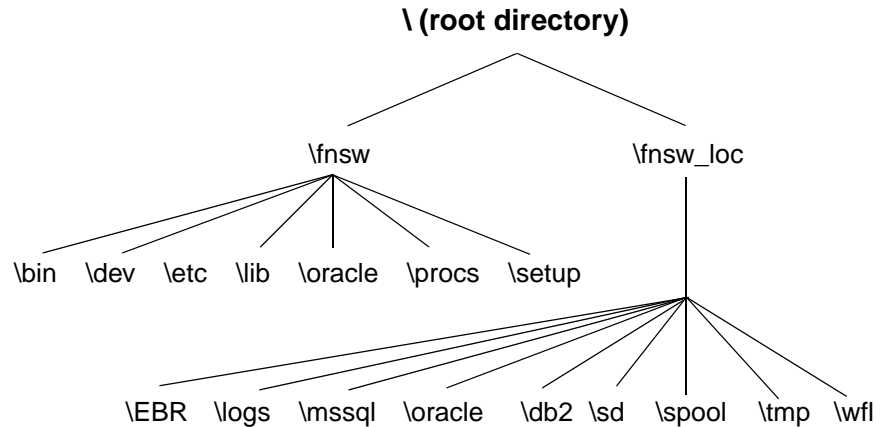 \ (root directory)
\fnsw \fnsw_loc
\bin \dev \etc \lib \oracle \procs \setup
\EBR \logs \mssql \oracle \db2 \sd \spool \tmp \wfl